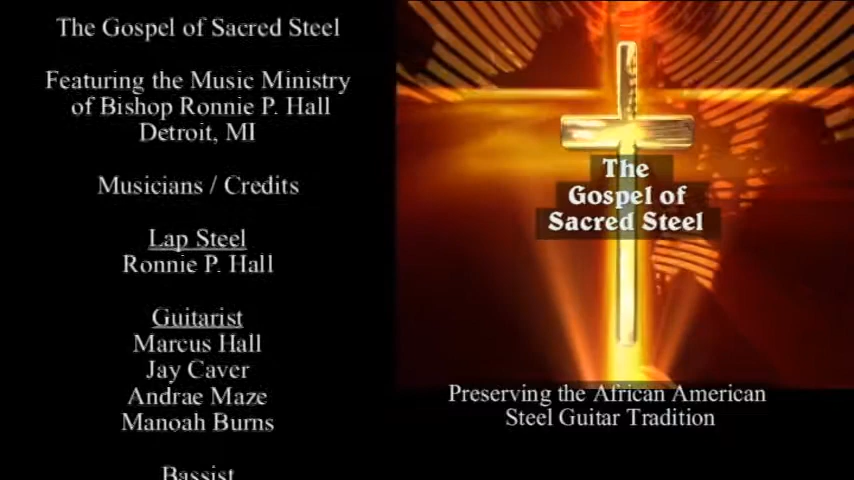 The Gospel of Sacred Steel
Featuring the Music Ministry
of Bishop Ronnie P. Hall
Detroit, MI
Musicians / Credits
Lap Steel
Ronnie P. Hall
Guitarist
Marcus Hall
Jay Caver
Andrae Maze
Manoah Burns
Bassist
The
Gospel of
Sacred Steel
Preserving the African American
Steel Guitar Tradition